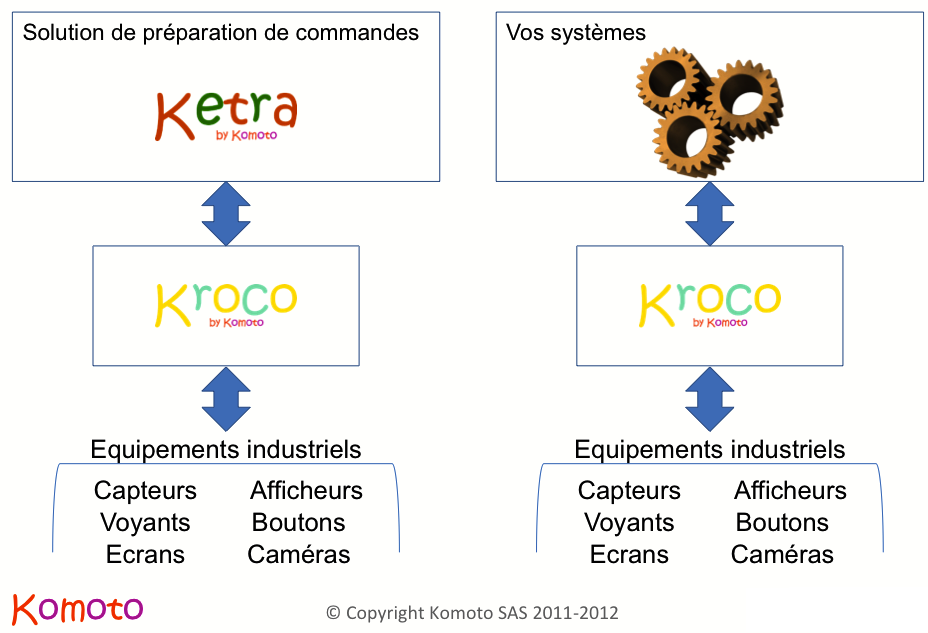 Solution de préparation de commandes
Ketra
by Komoto
Vos systèmes
Kroco
by Komoto
Kroco
by Komoto
Equipements industriels
Capteurs Afficheurs
Voyants Boutons
Ecrans Caméras
Equipements industriels
Capteurs Afficheurs
Voyants Boutons
Ecrans Caméras
Komoto
© Copyright Komoto SAS 2011-2012